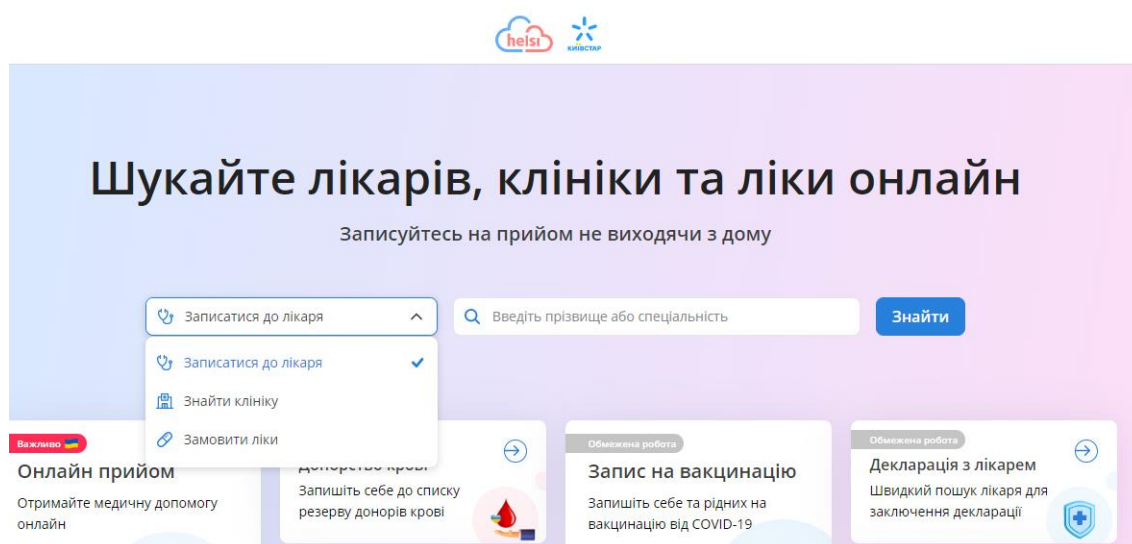 helsi
КИЇВСТАР
Шукайте лікарів, клініки та ліки онлайн
Записуйтесь на прийом не виходячи з дому
Записатися до лікаря
Введіть прізвище або спеціальність
Знайти
Записатися до лікаря
Знайти клініку
Замовити ліки
Важливо
Онлайн прийом
Отримайте медичну допомогу
онлайн
Донорство крові
Запишіть себе до списку
резерву донорів крові
Обмежена робота
Запис на вакцинацію
Запишіть себе та рідних на
вакцинацію від COVID-19
Обмежена робота
Декларація з лікарем
Швидкий пошук лікаря для
заключення декларації